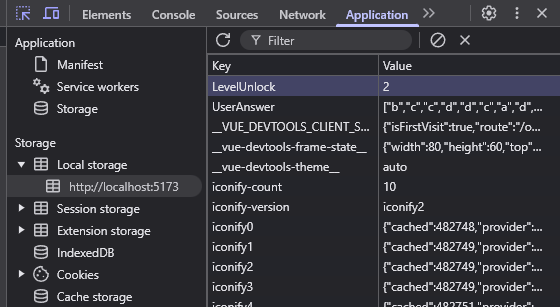 Elements Console Sources Network Application
Application
Manifest
Service workers
Storage
Storage
Local storage
http://localhost:5173
Session storage
Extension storage
IndexedDB
Cookies
Cache storage
Filter
Key Value
LevelUnlock 2
UserAnswer ["b","c","c","d","d","c","a","d",...
__VUE_DEVTOOLS_CLIENT_S... {"isFirstVisit":true,"route":"/o...
__vue-devtools-frame-state__ {"width":80,"height":60,"top"...
__vue-devtools-theme__ auto
iconify-count 10
iconify-version iconify2
iconify0 {"cached":482748,"provider":...
iconify1 {"cached":482749,"provider":...
iconify2 {"cached":482749,"provider":...
iconify3 {"cached":482749,"provider":...
iconify4 {"cached":482751,"provider":...